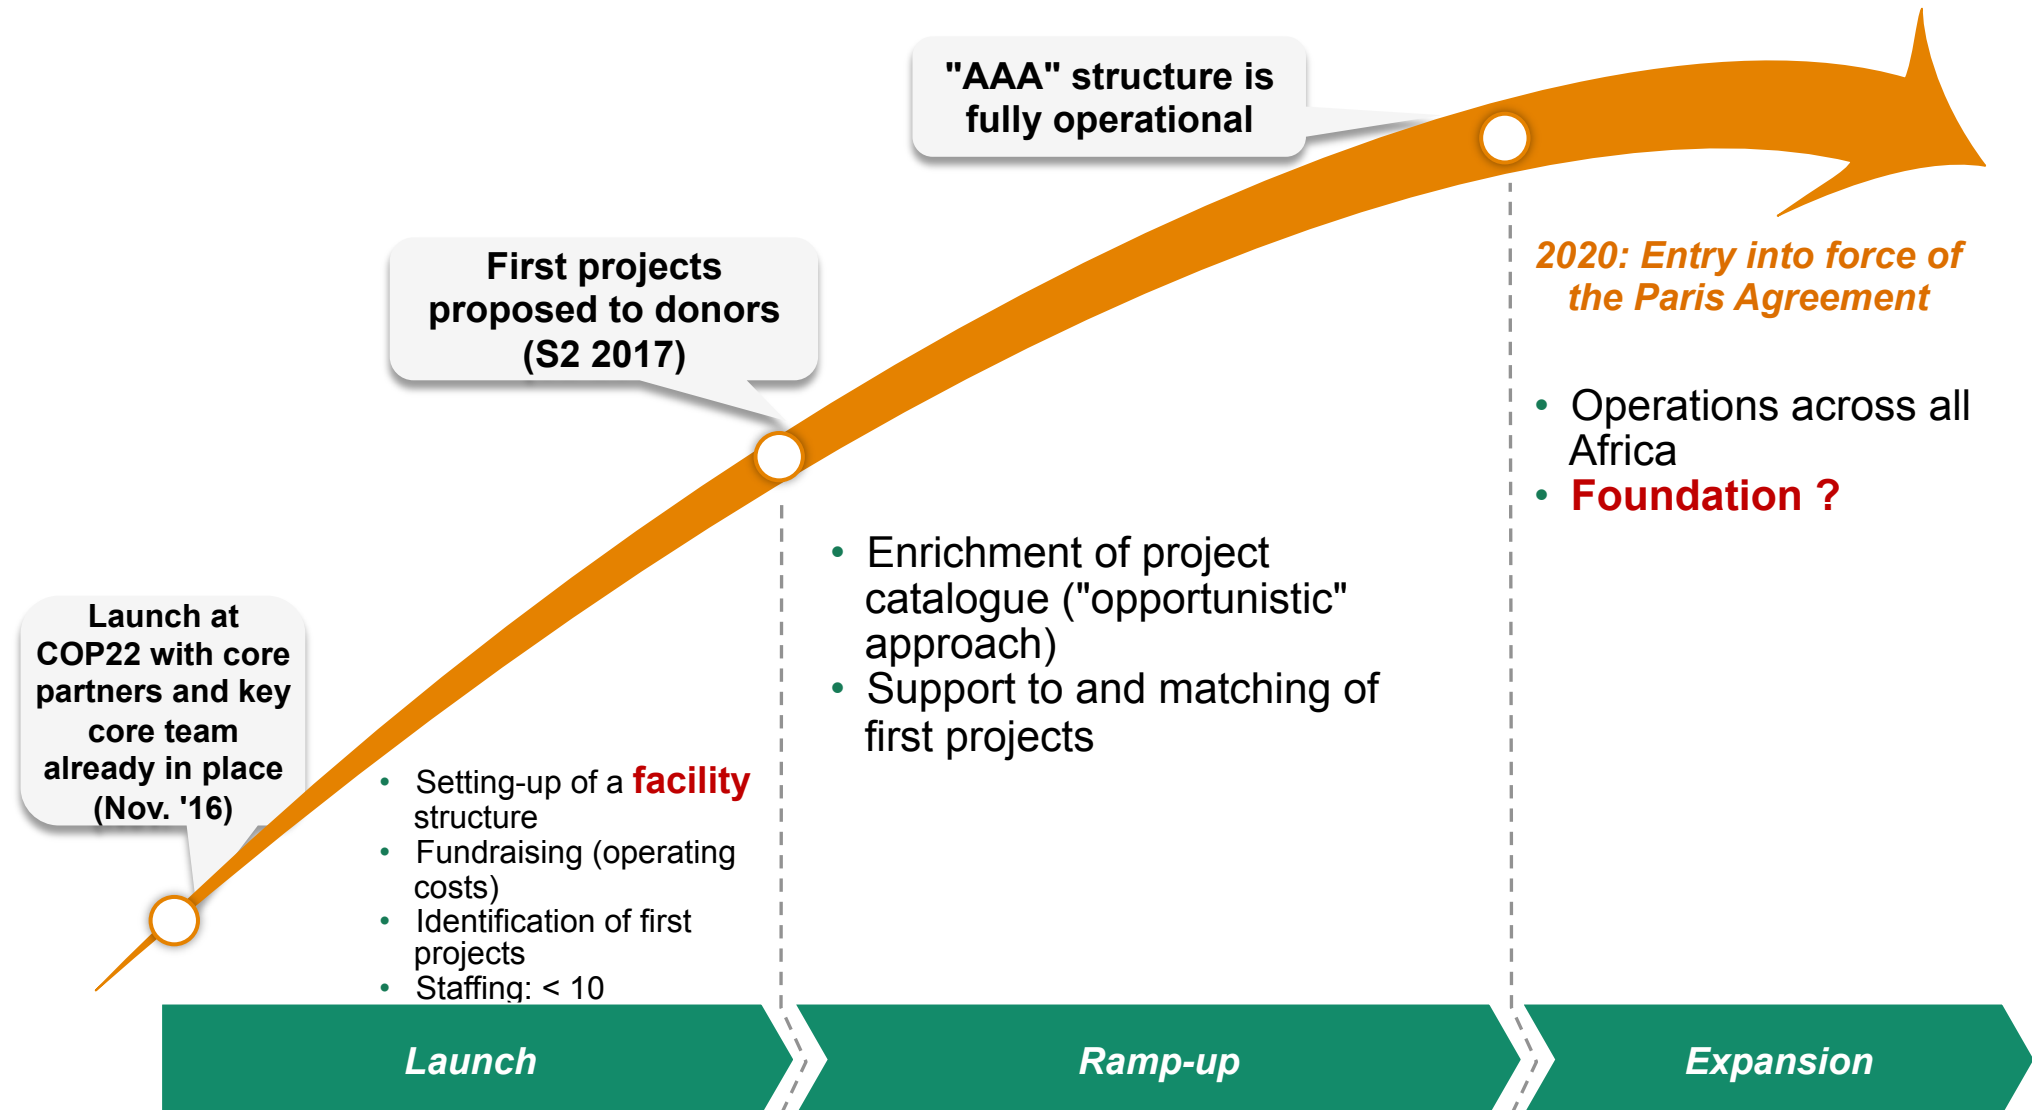 "AAA" structure is
fully operational
First projects
proposed to donors
(S2 2017)
2020: Entry into force of
the Paris Agreement
• Operations across all
Africa
• Foundation ?
• Enrichment of project
catalogue ("opportunistic"
approach)
• Support to and matching of
first projects
Launch at
COP22 with core
partners and key
core team
already in place
(Nov. '16)
• Setting-up of a facility
structure
• Fundraising (operating
costs)
• Identification of first
projects
• Staffing: < 10
Launch
Ramp-up
Expansion